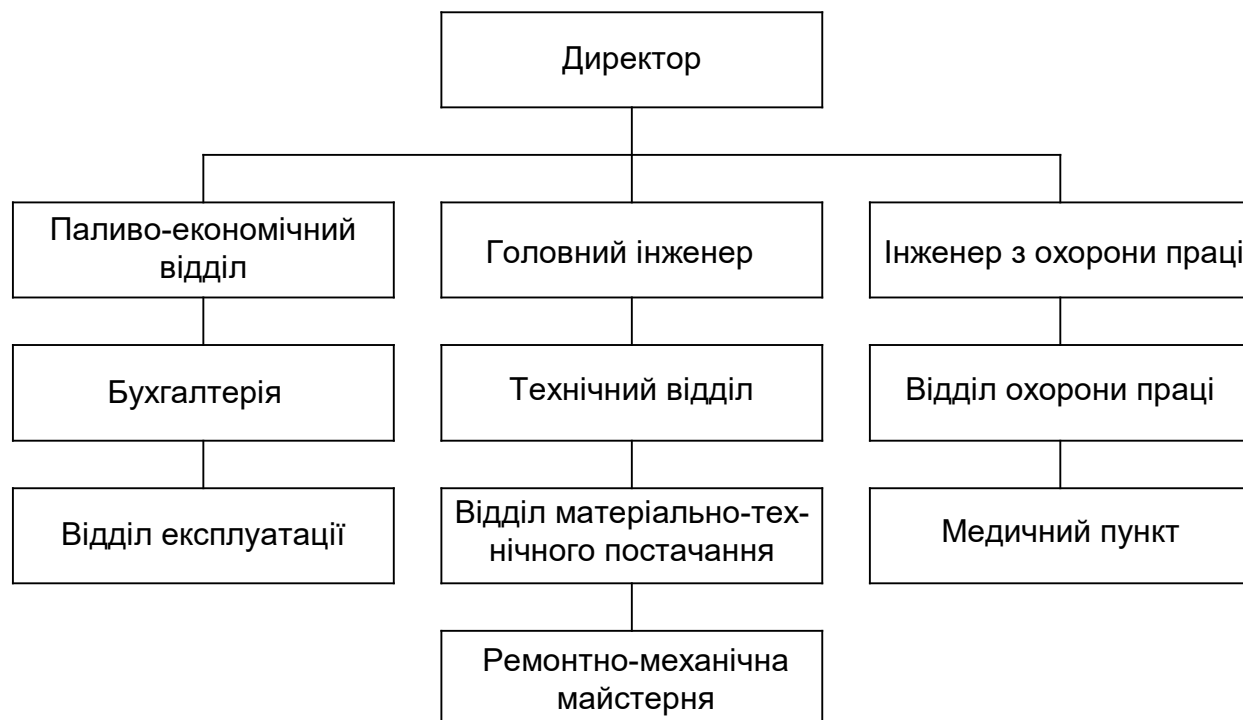 Директор
Паливо-економічний
відділ
Головний інженер
Інженер з охорони праці
Бухгалтерія
Технічний відділ
Відділ охорони праці
Відділ експлуатації
Відділ матеріально-тех-
нічного постачання
Медичний пункт
Ремонтно-механічна
майстерня